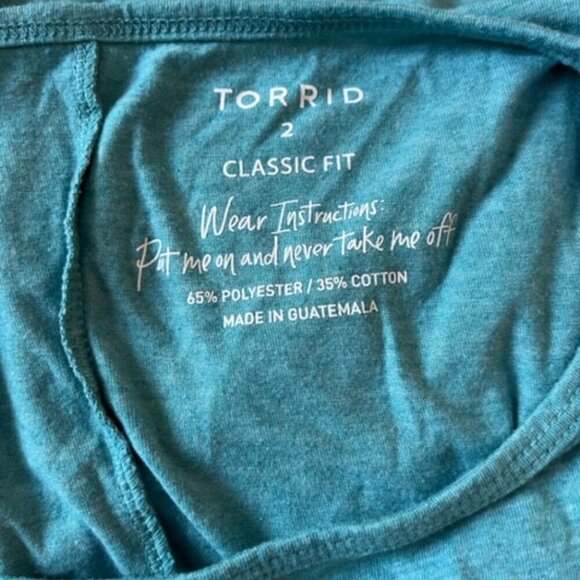 TORRID
2
CLASSIC FIT
Wear Instructions:
Put me on and never take me off
65% POLYESTER / 35% COTTON
MADE IN GUATEMALA